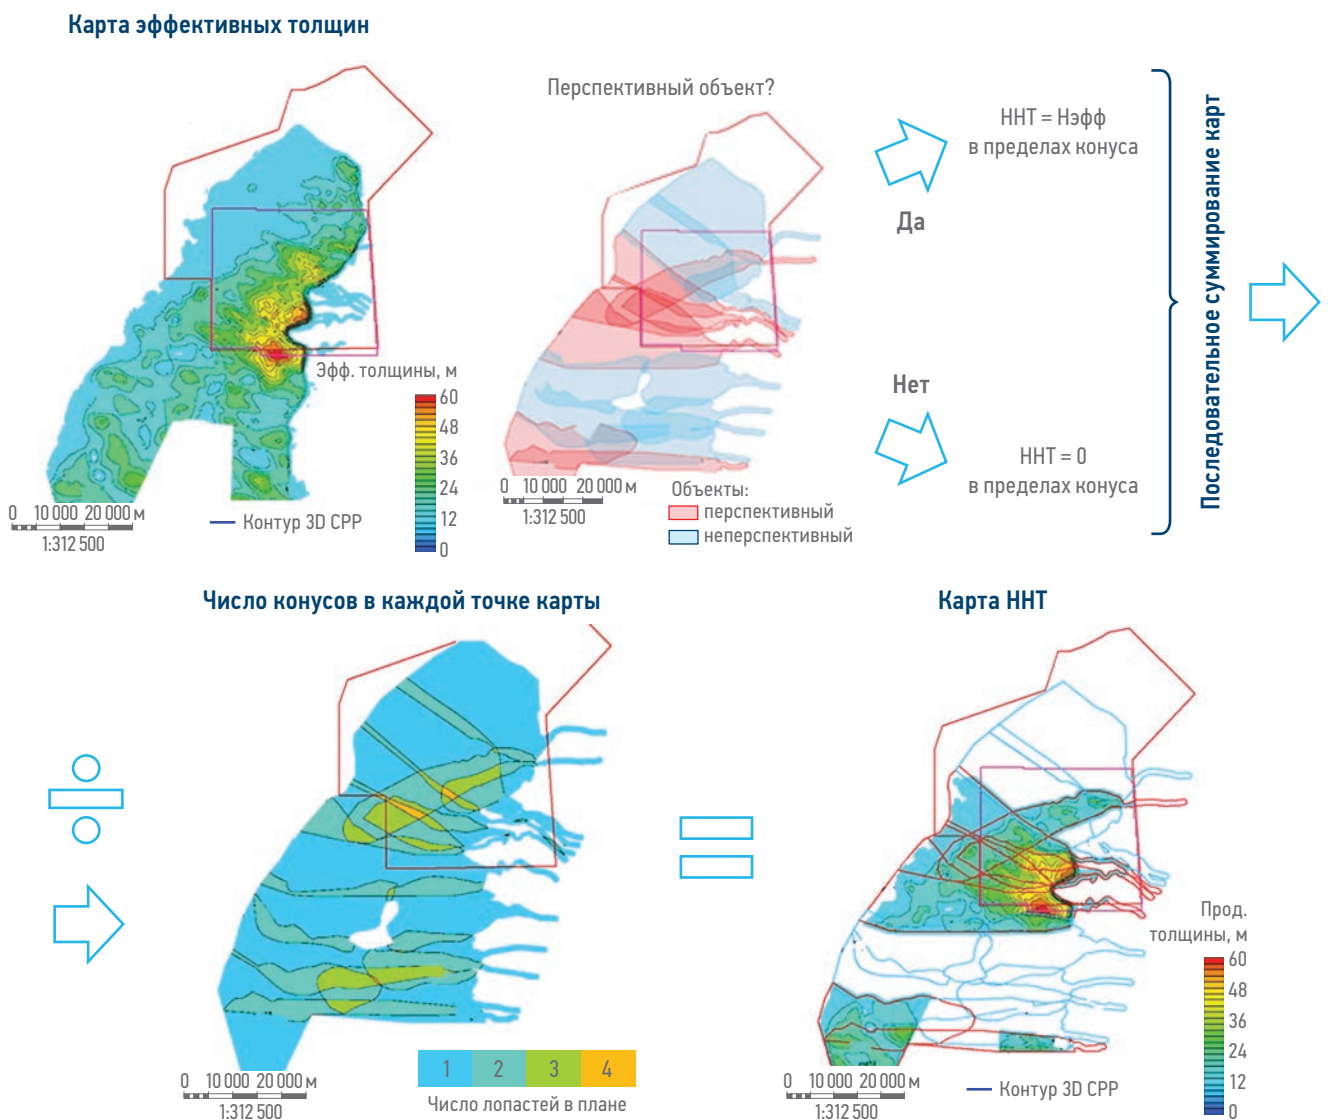 Карта эффективных толщин
Эфф. толщины, м
60
48
36
24
12
0
0 10 000 20 000 м
1:312 500
Контур 3D СРР
Перспективный объект?
0 10 000 20 000 м
1:312 500
Объекты:
перспективный
неперспективный
Да
ННТ = Нэфф
в пределах конуса
Нет
ННТ = 0
в пределах конуса
Последовательное суммирование карт
Число конусов в каждой точке карты
0 10 000 20 000 м
1:312 500
1 2 3 4
Число лопастей в плане
Карта ННТ
Прод.
толщины, м
60
48
36
24
12
0
0 10 000 20 000 м
1:312 500
Контур 3D СРР